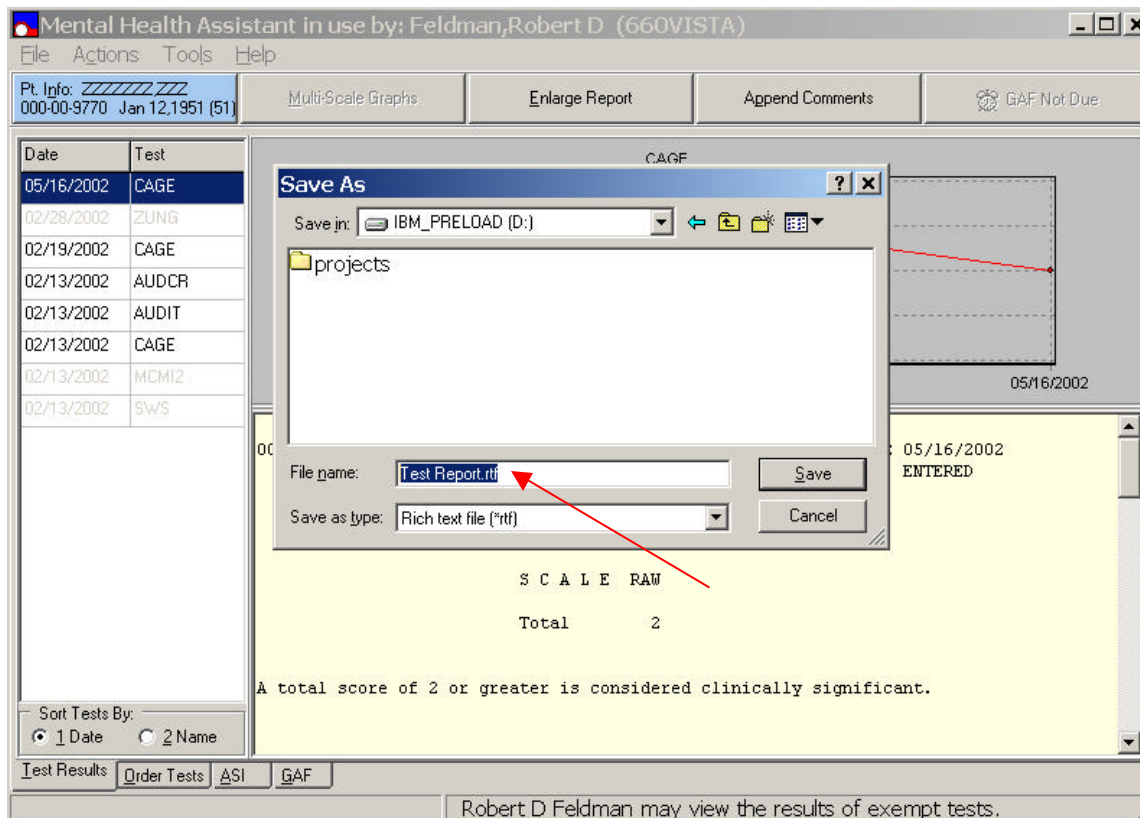 Mental Health Assistant in use by: Feldman,Robert D (660VISTA)
File Actions Tools Help
Pt. Info: ZZZZZZZZ,ZZZ
000-00-9770 Jan 12,1951 (51)
Multi-Scale Graphs
Enlarge Report
Append Comments
GAF Not Due
Date Test
05/16/2002 CAGE
02/28/2002 ZUNG
02/19/2002 CAGE
02/13/2002 AUDCR
02/13/2002 AUDIT
02/13/2002 CAGE
02/13/2002 MCMI2
02/13/2002 SWS
Sort Tests By:
1 Date 2 Name
CAGE
05/16/2002
Save As
Save in: IBM_PRELOAD (D:)
projects
File name: Test Report.rtf Save
Save as type: Rich text file (*rtf) Cancel
05/16/2002
ENTERED
S C A L E RAW
Total 2
A total score of 2 or greater is considered clinically significant.
Test Results Order Tests ASI GAF
Robert D Feldman may view the results of exempt tests.